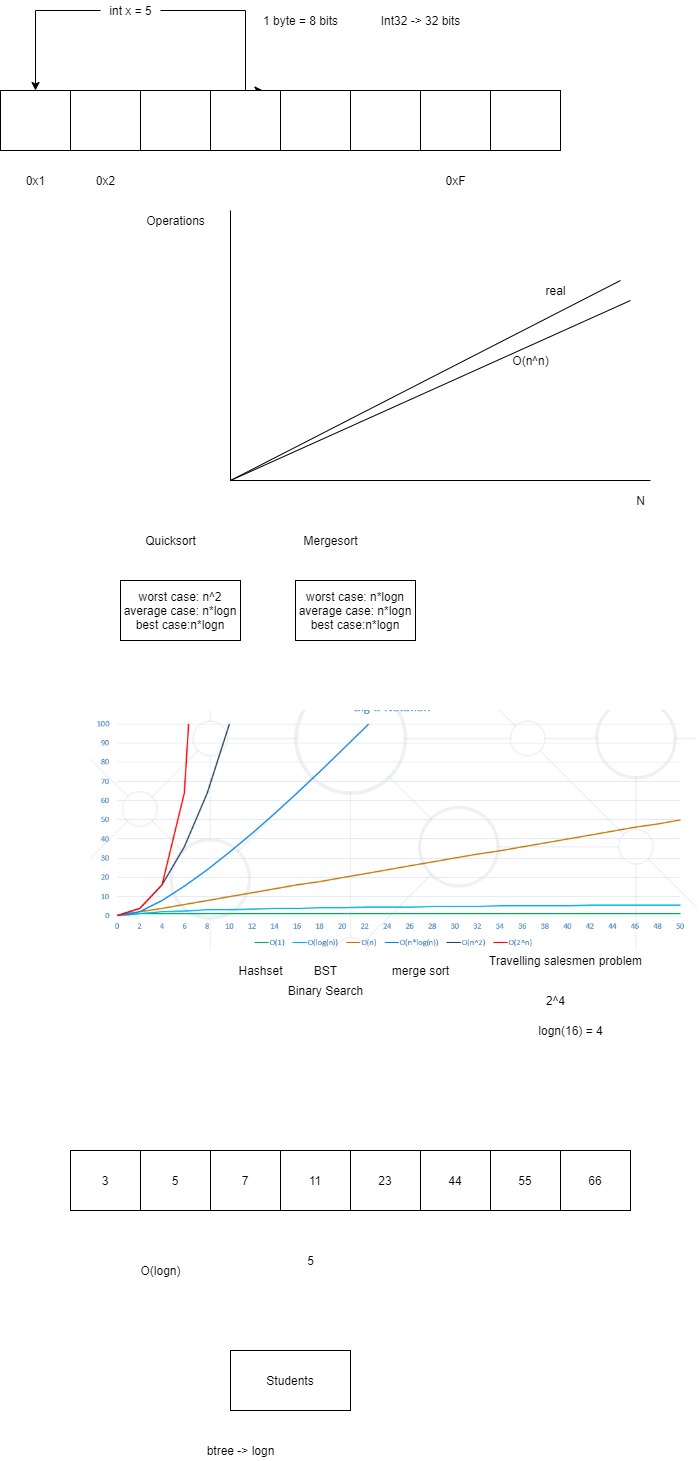 int x = 5
1 byte = 8 bits
Int32 -> 32 bits
0x1
0x2
0xF
Operations
real
O(n^n)
N
Quicksort
Mergesort
worst case: n^2
average case: n*logn
best case:n*logn
worst case: n*logn
average case: n*logn
best case:n*logn
100
90
80
70
60
50
40
30
20
10
0
0 2 4 6 8 10 12 14 16 18 20 22 24 26 28 30 32 34 36 38 40 42 44 46 48 50
O(1) O(log(n)) O(n) O(n*log(n)) O(n^2) O(2^n)
Hashset
BST
merge sort
Travelling salesmen problem
Binary Search
2^4
logn(16) = 4
3 5 7 11 23 44 55 66
5
O(logn)
Students
btree -> logn